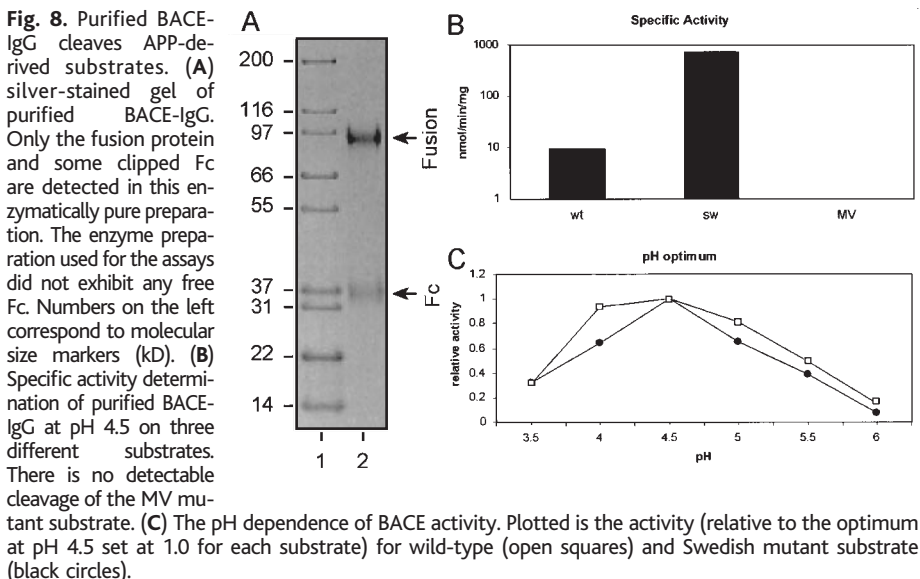 Fig. 8. Purified BACE-
IgG cleaves APP-de-
rived substrates. (A)
silver-stained gel of
purified BACE-IgG.
Only the fusion protein
and some clipped Fc
are detected in this en-
zymatically pure prepara-
tion. The enzyme prepa-
ration used for the assays
did not exhibit any free
Fc. Numbers on the left
correspond to molecular
size markers (kD). (B)
Specific activity determi-
nation of purified BACE-
IgG at pH 4.5 on three
different substrates.
There is no detectable
cleavage of the MV mu-
tant substrate. (C) The pH dependence of BACE activity. Plotted is the activity (relative to the optimum
at pH 4.5 set at 1.0 for each substrate) for wild-type (open squares) and Swedish mutant substrate
(black circles).
A
200
116
97
66
55
37
31
22
14
Fusion
Fc
1 2
B
Specific Activity
nmol/min/mg
1000
100
10
1
wt sw MV
C
pH optimum
relative activity
1.2
1
0.8
0.6
0.4
0.2
0
3.5 4 4.5 5 5.5 6
pH